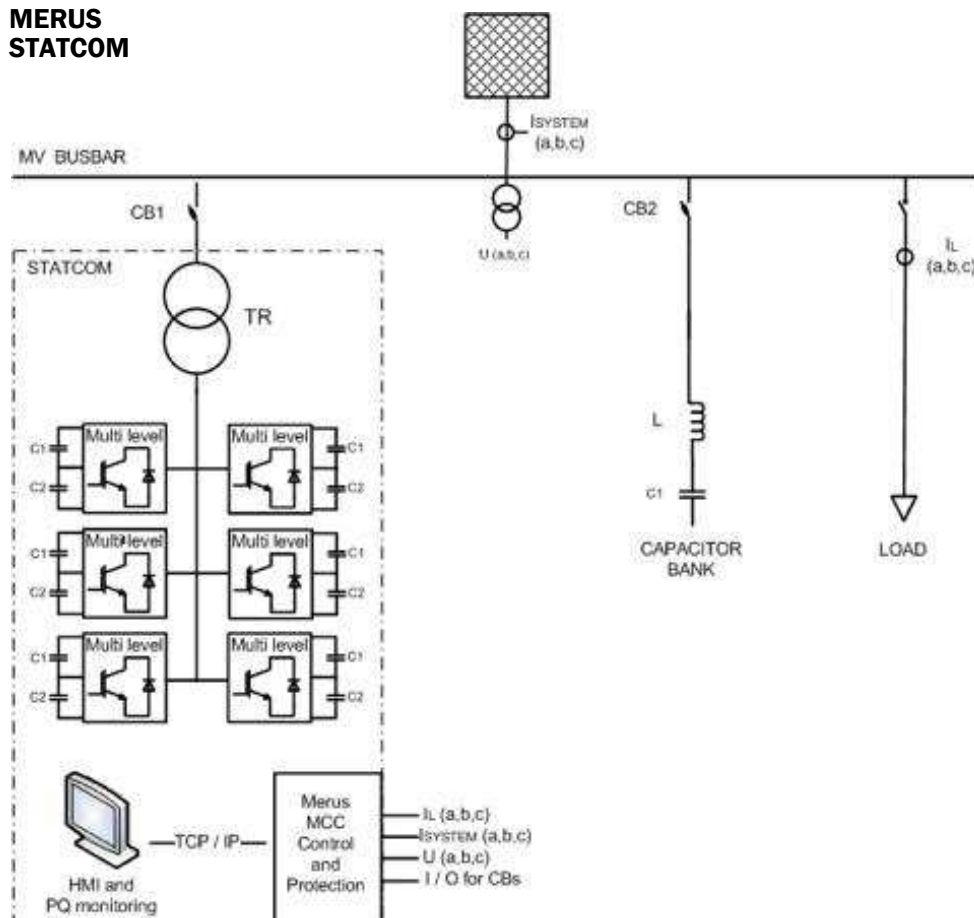 MERUS
STATCOM
ISYSTEM
(a,b,c)
MV BUSBAR
CB1
U (a,b,c)
CB2
IL
(a,b,c)
STATCOM
TR
L
C1
CAPACITOR
BANK
LOAD
Multi level
C1
C2
Multi level
C1
C2
Multi level
C1
C2
Multi level
C1
C2
Multi level
C1
C2
Multi level
C1
C2
HMI and
PQ monitoring
TCP / IP
Merus
MCC
Control
and
Protection
IL (a,b,c)
ISYSTEM (a,b,c)
U (a,b,c)
I / O for CBs